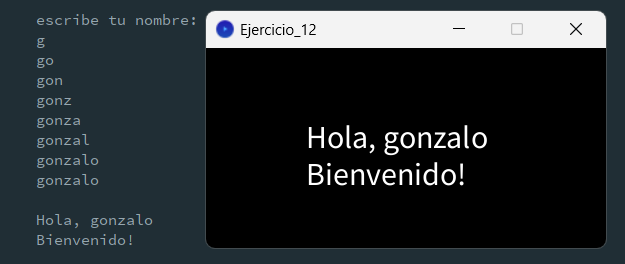 escribe tu nombre:
g
go
gon
gonz
gonza
gonzal
gonzalo
gonzalo
Hola, gonzalo
Bienvenido!
Ejercicio_12
Hola, gonzalo
Bienvenido!